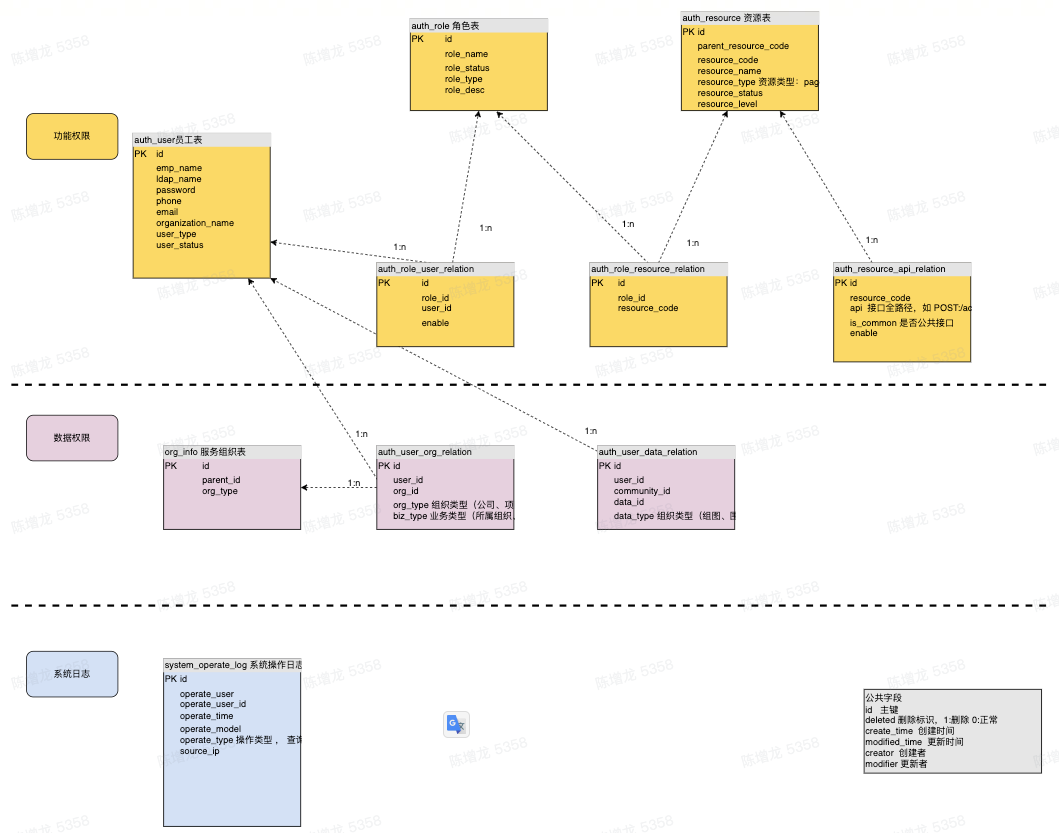 auth_role 角色表
PK id
role_name
role_status
role_type
role_desc
auth_resource 资源表
PK id
parent_resource_code
resource_code
resource_name
resource_type 资源类型：pag
resource_status
resource_level
功能权限
auth_user员工表
PK id
emp_name
ldap_name
password
phone
email
organization_name
user_type
user_status
1:n
1:n
1:n
1:n
1:n
auth_role_user_relation
PK id
role_id
user_id
enable
auth_role_resource_relation
PK id
role_id
resource_code
auth_resource_api_relation
PK id
resource_code
api 接口全路径，如 POST:/ac
is_common 是否公共接口
enable
数据权限
1:n
1:n
1:n
org_info 服务组织表
PK id
parent_id
org_type
auth_user_org_relation
PK id
user_id
org_id
org_type 组织类型（公司、项
biz_type 业务类型（所属组织，
auth_user_data_relation
PK id
user_id
community_id
data_id
data_type 组织类型（组图、
系统日志
system_operate_log 系统操作日志
PK id
operate_user
operate_user_id
operate_time
operate_model
operate_type 操作类型 ， 查询
source_ip
公共字段
id 主键
deleted 删除标识，1:删除 0:正常
create_time 创建时间
modified_time 更新时间
creator 创建者
modifier 更新者
陈增龙 5358